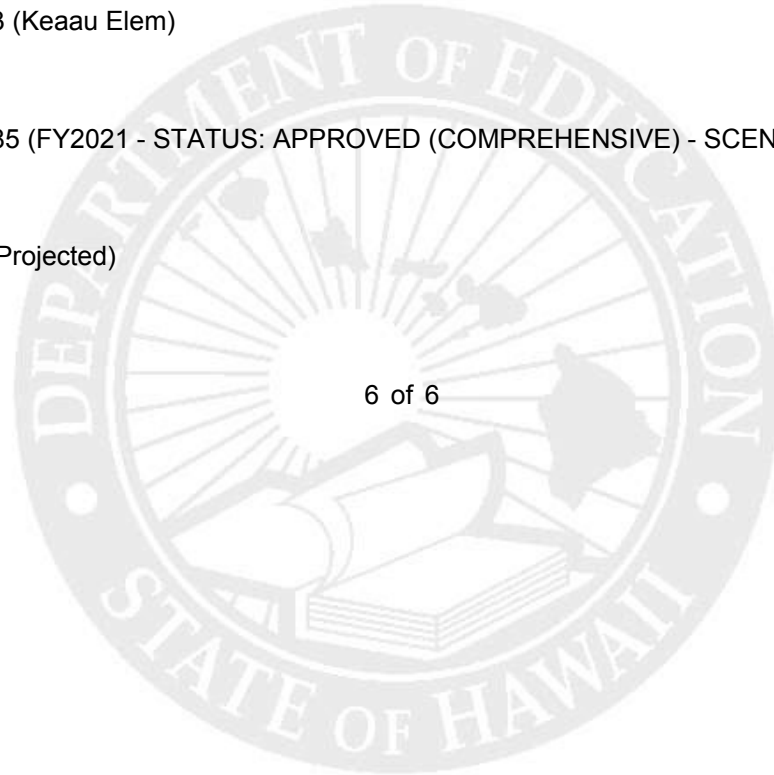 3 (Keaau Elem)
35 (FY2021 - STATUS: APPROVED (COMPREHENSIVE) - SCEN
Projected)
6 of 6
DEPARTMENT OF EDUCATION
STATE OF HAWAII